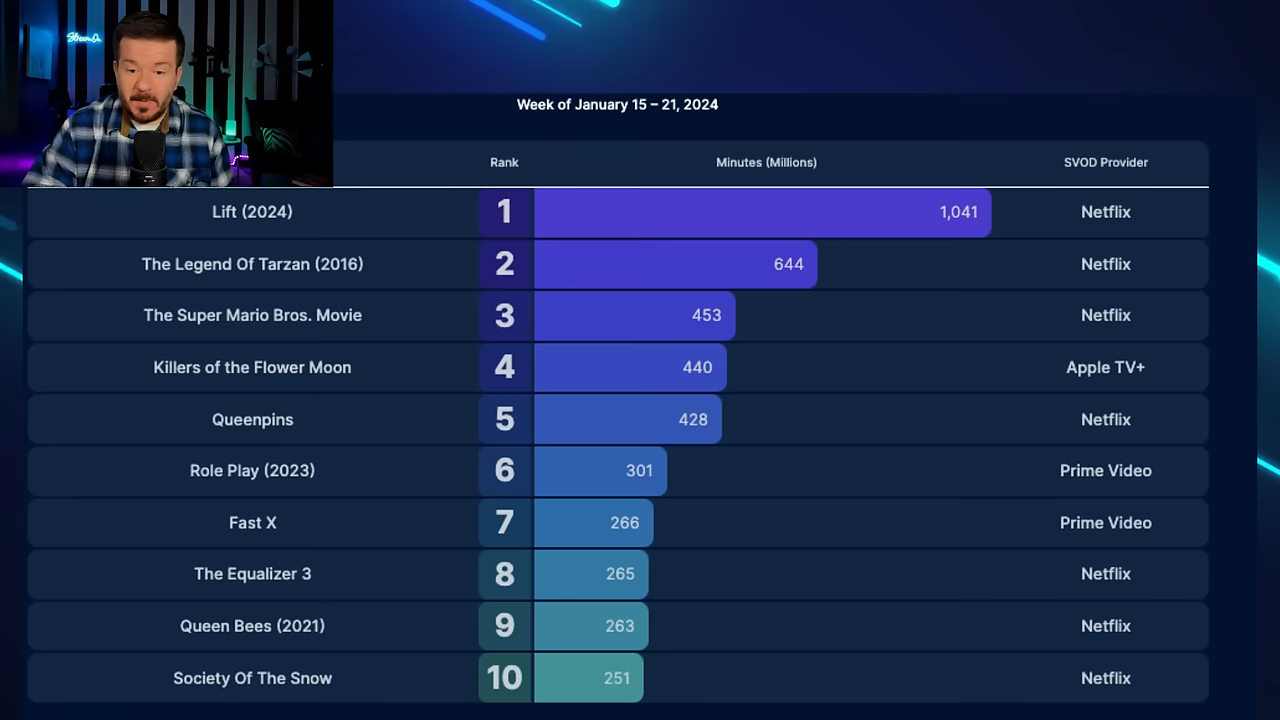 StreamOn
Week of January 15 – 21, 2024
Rank Minutes (Millions) SVOD Provider
Lift (2024) 1 1,041 Netflix
The Legend Of Tarzan (2016) 2 644 Netflix
The Super Mario Bros. Movie 3 453 Netflix
Killers of the Flower Moon 4 440 Apple TV+
Queenpins 5 428 Netflix
Role Play (2023) 6 301 Prime Video
Fast X 7 266 Prime Video
The Equalizer 3 8 265 Netflix
Queen Bees (2021) 9 263 Netflix
Society Of The Snow 10 251 Netflix